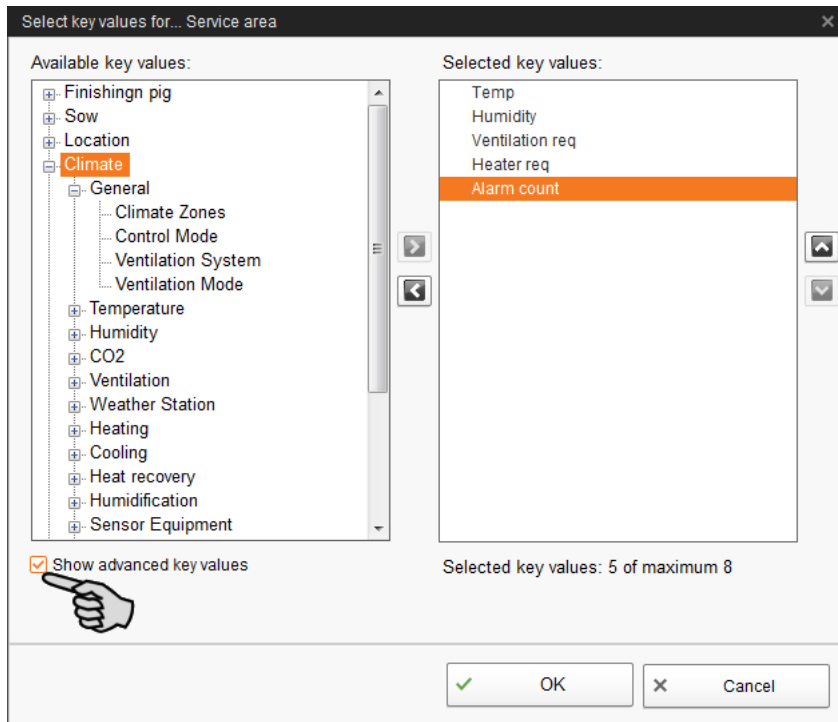 Select key values for... Service area
Available key values:
Finishingn pig
Sow
Location
Climate
General
Climate Zones
Control Mode
Ventilation System
Ventilation Mode
Temperature
Humidity
CO2
Ventilation
Weather Station
Heating
Cooling
Heat recovery
Humidification
Sensor Equipment
Show advanced key values
Selected key values:
Temp
Humidity
Ventilation req
Heater req
Alarm count
Selected key values: 5 of maximum 8
OK
Cancel